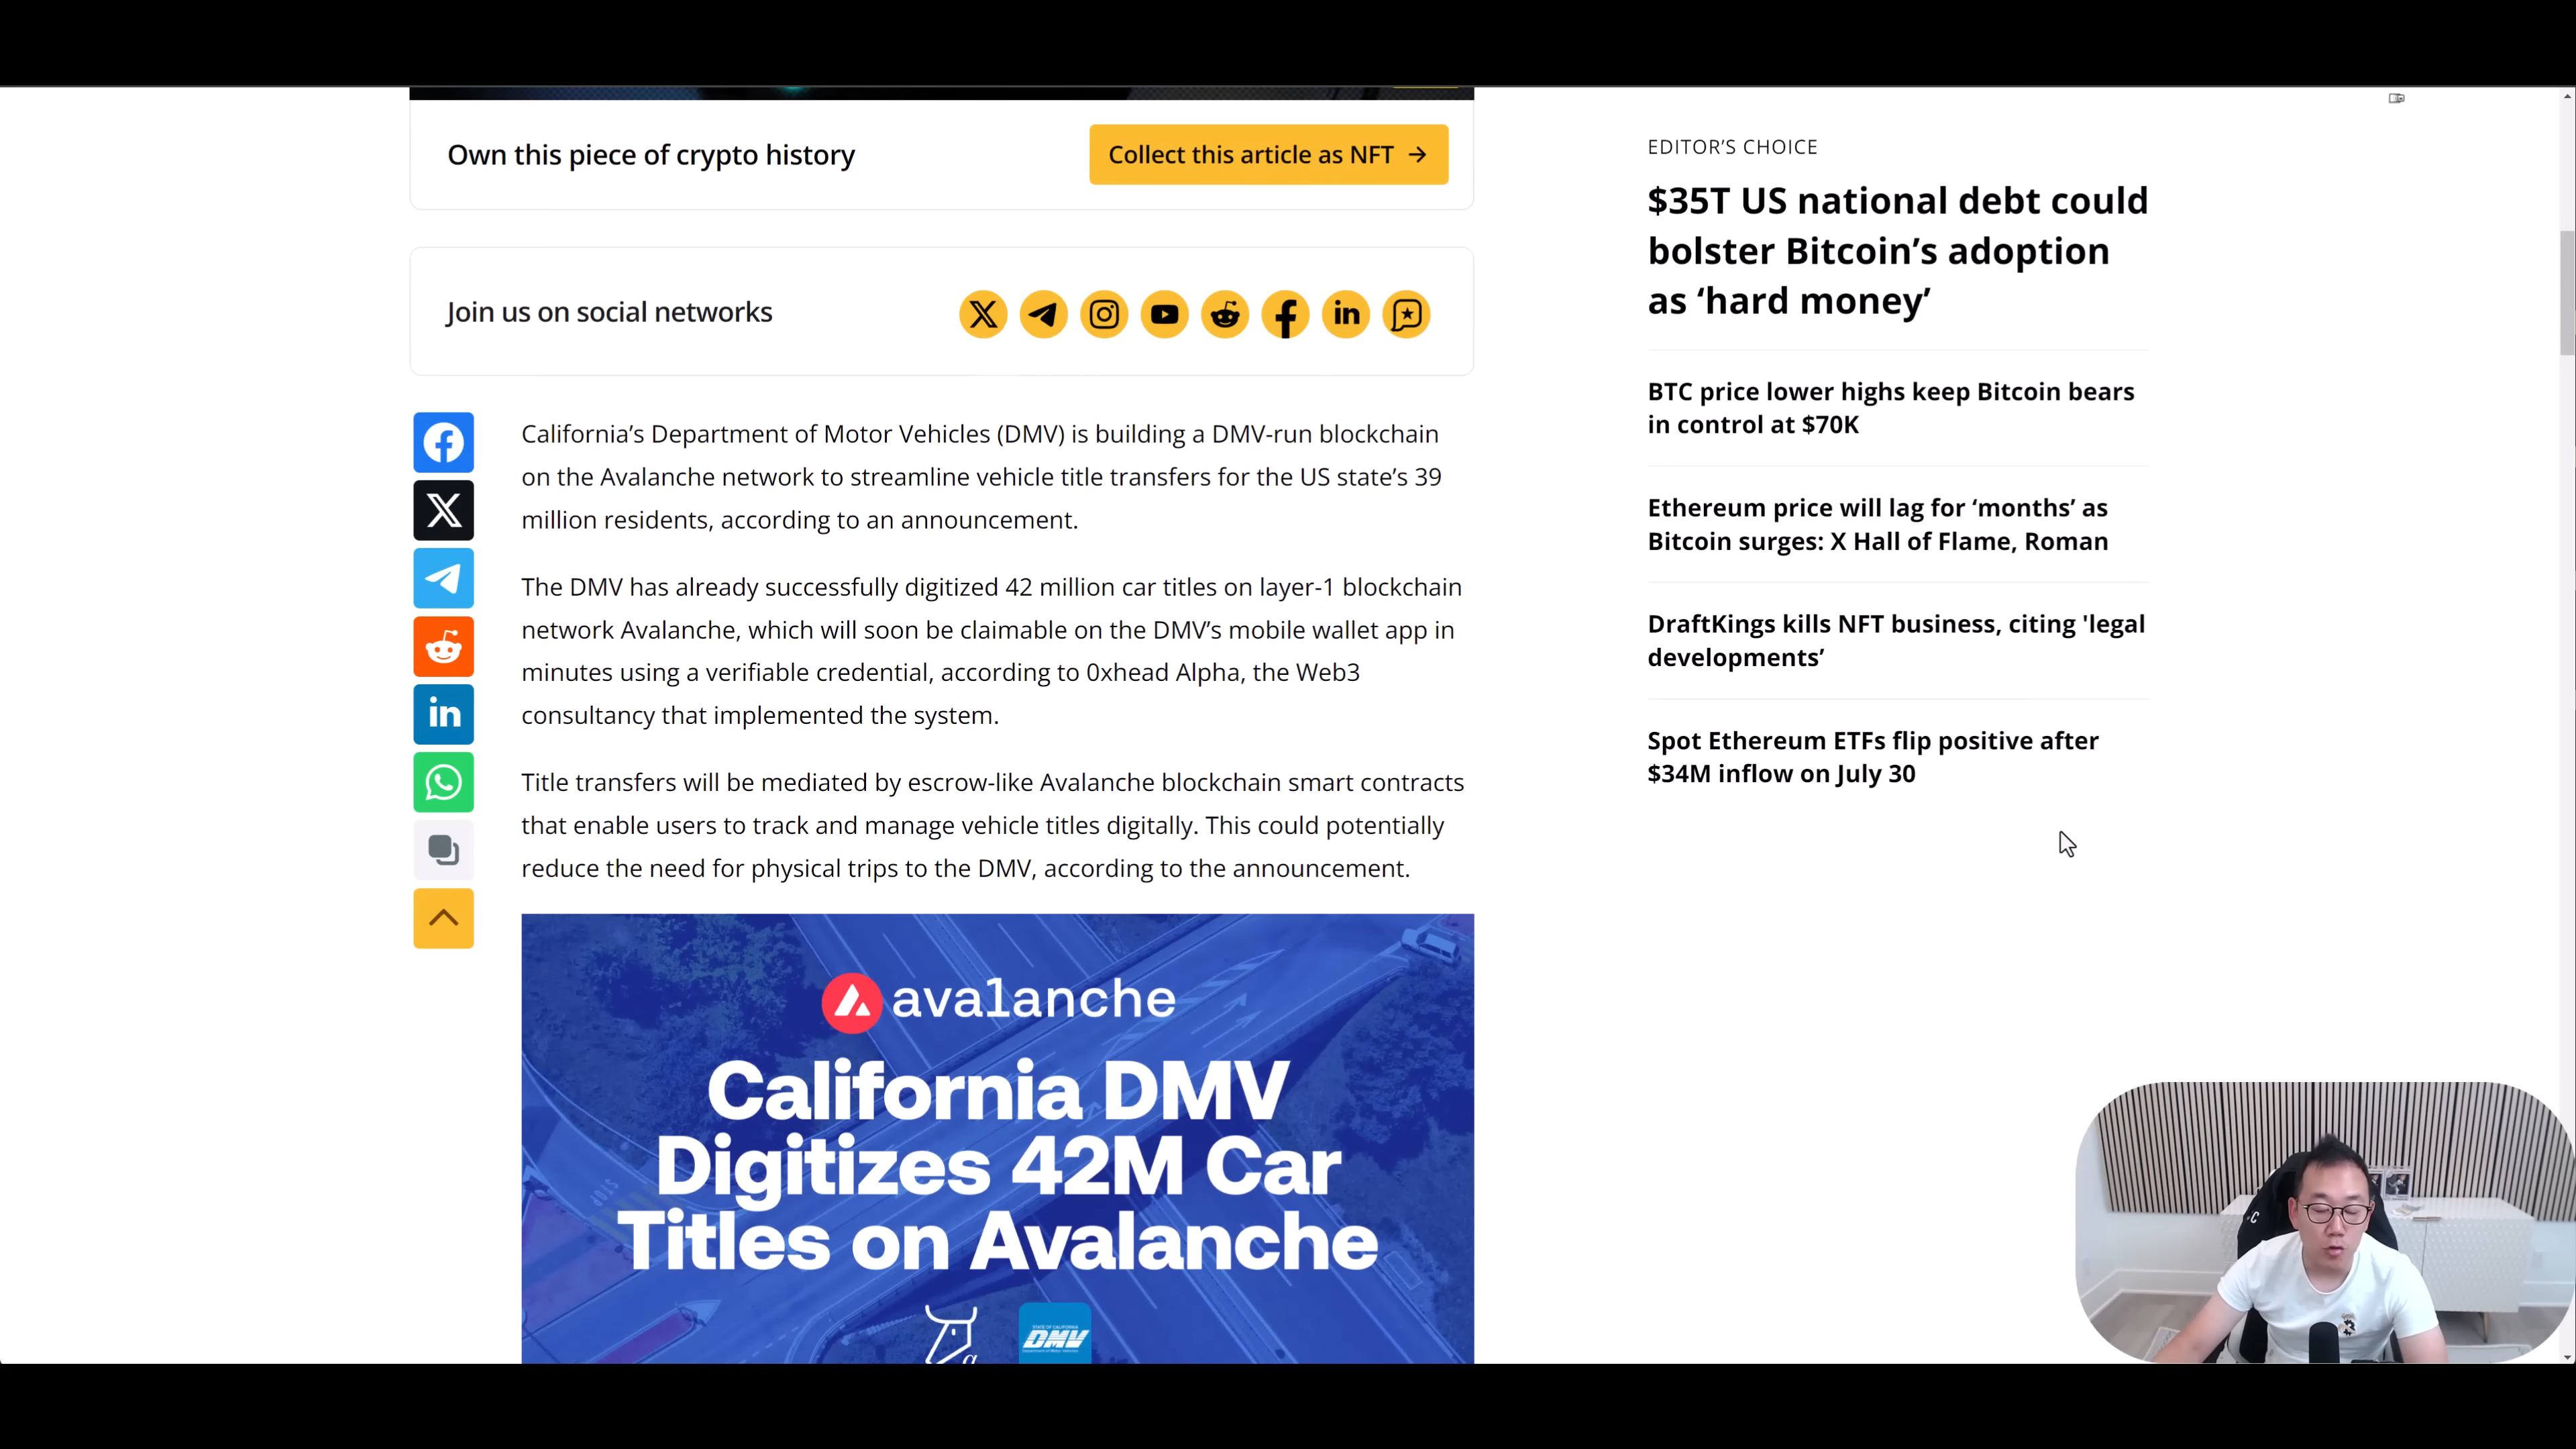 Own this piece of crypto history
Collect this article as NFT →
Join us on social networks
California’s Department of Motor Vehicles (DMV) is building a DMV-run blockchain
on the Avalanche network to streamline vehicle title transfers for the US state’s 39
million residents, according to an announcement.
The DMV has already successfully digitized 42 million car titles on layer-1 blockchain
network Avalanche, which will soon be claimable on the DMV’s mobile wallet app in
minutes using a verifiable credential, according to 0xhead Alpha, the Web3
consultancy that implemented the system.
Title transfers will be mediated by escrow-like Avalanche blockchain smart contracts
that enable users to track and manage vehicle titles digitally. This could potentially
reduce the need for physical trips to the DMV, according to the announcement.
avalanche
California DMV
Digitizes 42M Car
Titles on Avalanche
STATE OF CALIFORNIA
DMV
EDITOR’S CHOICE
$35T US national debt could
bolster Bitcoin’s adoption
as ‘hard money’
BTC price lower highs keep Bitcoin bears
in control at $70K
Ethereum price will lag for ‘months’ as
Bitcoin surges: X Hall of Flame, Roman
DraftKings kills NFT business, citing 'legal
developments’
Spot Ethereum ETFs flip positive after
$34M inflow on July 30